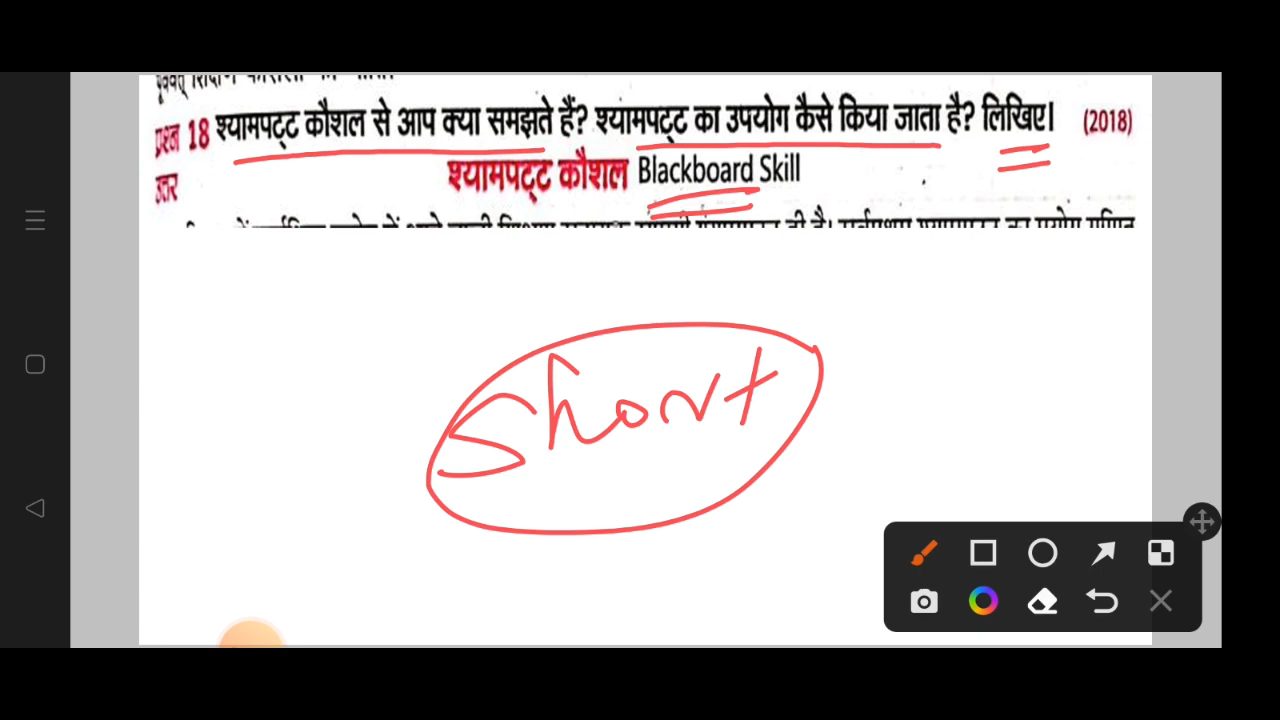 प्रश्न 18 श्यामपट्ट कौशल से आप क्या समझते हैं? श्यामपट्ट का उपयोग कैसे किया जाता है? लिखिए। (2018)
उत्तर श्यामपट्ट कौशल Blackboard Skill
Short